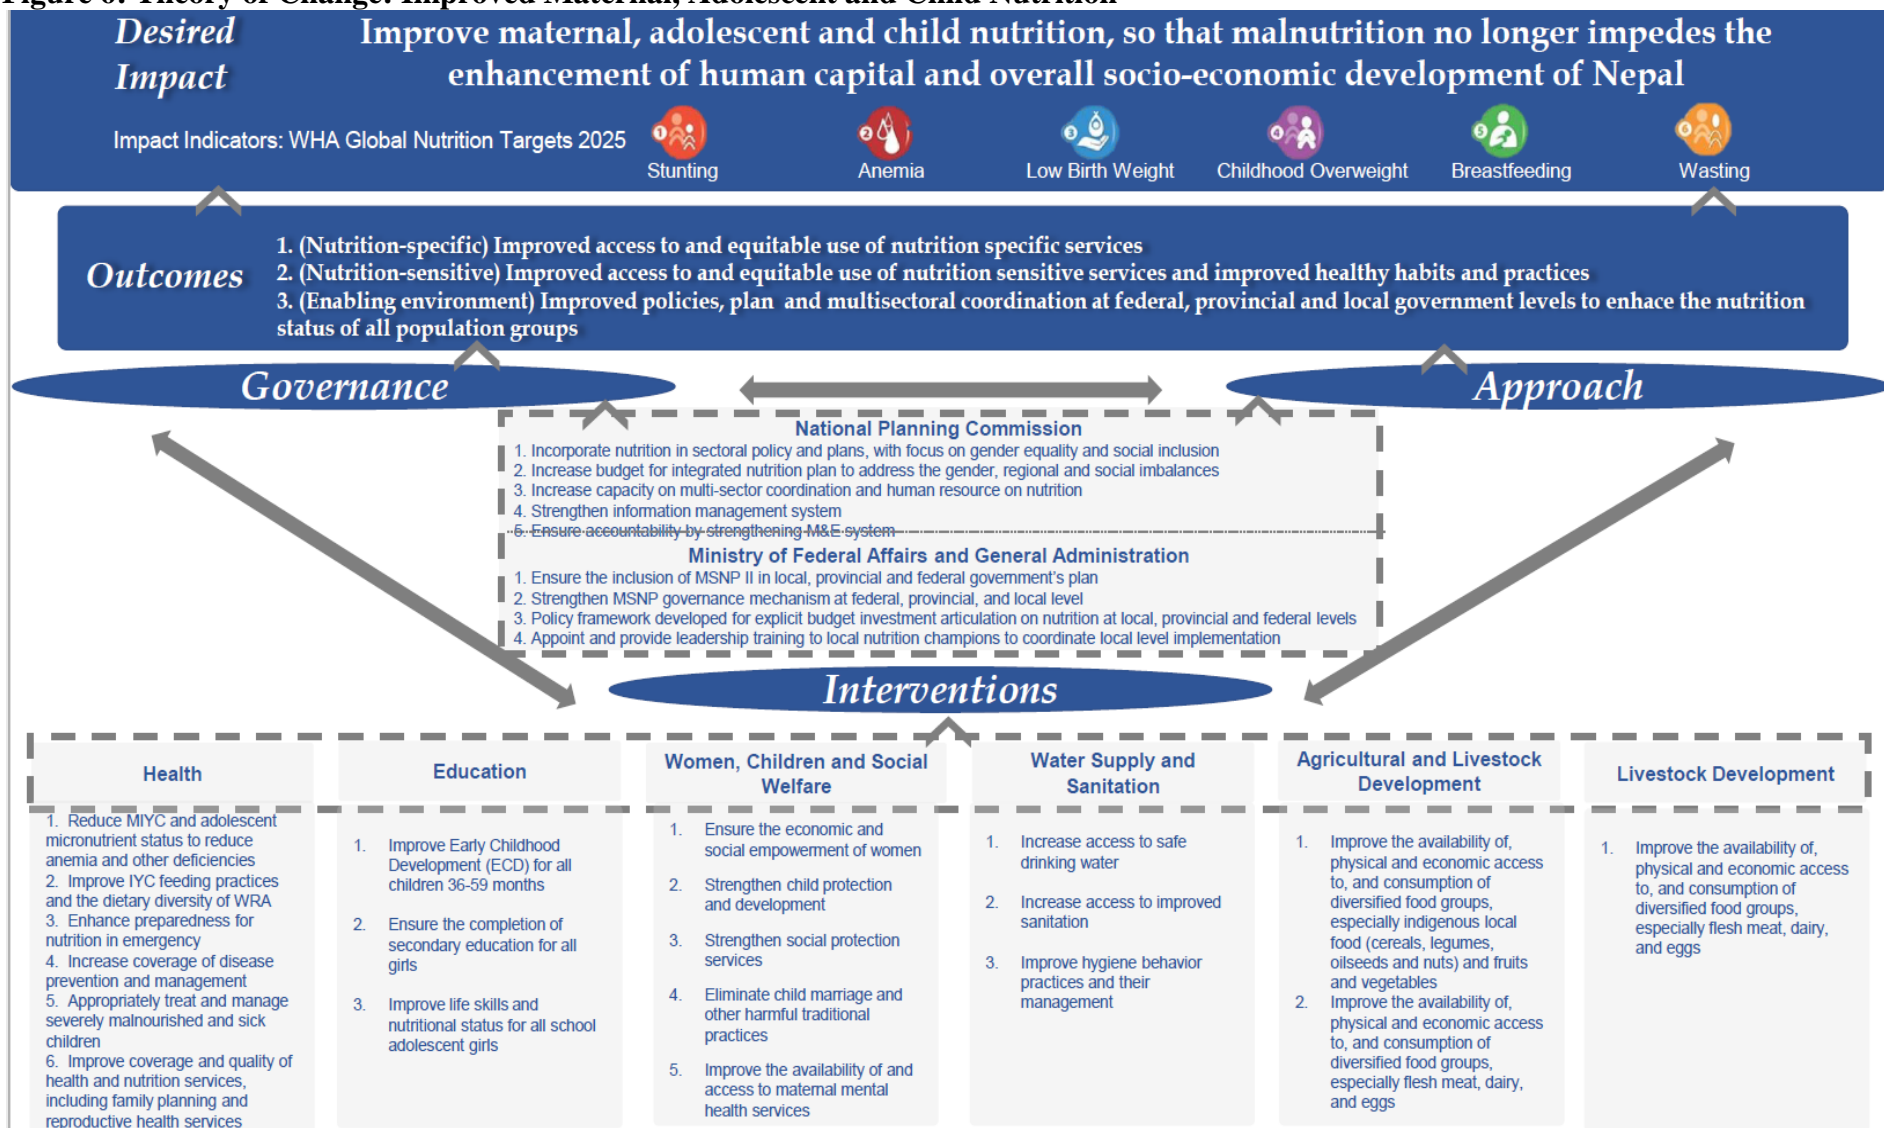 Figure 6: Theory of Change: Improved Maternal, Adolescent and Child Nutrition
Desired
Impact
Improve maternal, adolescent and child nutrition, so that malnutrition no longer impedes the
enhancement of human capital and overall socio-economic development of Nepal
Impact Indicators: WHA Global Nutrition Targets 2025
1
Stunting
2
Anemia
3
Low Birth Weight
4
Childhood Overweight
5
Breastfeeding
6
Wasting
Outcomes
1. (Nutrition-specific) Improved access to and equitable use of nutrition specific services
2. (Nutrition-sensitive) Improved access to and equitable use of nutrition sensitive services and improved healthy habits and practices
3. (Enabling environment) Improved policies, plan and multisectoral coordination at federal, provincial and local government levels to enhace the nutrition
status of all population groups
Governance
Approach
National Planning Commission
1. Incorporate nutrition in sectoral policy and plans, with focus on gender equality and social inclusion
2. Increase budget for integrated nutrition plan to address the gender, regional and social imbalances
3. Increase capacity on multi-sector coordination and human resource on nutrition
4. Strengthen information management system
5. Ensure accountability by strengthening M&E system
Ministry of Federal Affairs and General Administration
1. Ensure the inclusion of MSNP II in local, provincial and federal government's plan
2. Strengthen MSNP governance mechanism at federal, provincial, and local level
3. Policy framework developed for explicit budget investment articulation on nutrition at local, provincial and federal levels
4. Appoint and provide leadership training to local nutrition champions to coordinate local level implementation
Interventions
Health
1. Reduce MIYC and adolescent
micronutrient status to reduce
anemia and other deficiencies
2. Improve IYC feeding practices
and the dietary diversity of WRA
3. Enhance preparedness for
nutrition in emergency
4. Increase coverage of disease
prevention and management
5. Appropriately treat and manage
severely malnourished and sick
children
6. Improve coverage and quality of
health and nutrition services,
including family planning and
reproductive health services
Education
1. Improve Early Childhood
Development (ECD) for all
children 36-59 months
2. Ensure the completion of
secondary education for all
girls
3. Improve life skills and
nutritional status for all school
adolescent girls
Women, Children and Social
Welfare
1. Ensure the economic and
social empowerment of women
2. Strengthen child protection
and development
3. Strengthen social protection
services
4. Eliminate child marriage and
other harmful traditional
practices
5. Improve the availability of and
access to maternal mental
health services
Water Supply and
Sanitation
1. Increase access to safe
drinking water
2. Increase access to improved
sanitation
3. Improve hygiene behavior
practices and their
management
Agricultural and Livestock
Development
1. Improve the availability of,
physical and economic access
to, and consumption of
diversified food groups,
especially indigenous local
food (cereals, legumes,
oilseeds and nuts) and fruits
and vegetables
2. Improve the availability of,
physical and economic access
to, and consumption of
diversified food groups,
especially flesh meat, dairy,
and eggs
Livestock Development
1. Improve the availability of,
physical and economic access
to, and consumption of
diversified food groups,
especially flesh meat, dairy,
and eggs